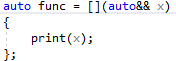 auto func = [](auto&& x)
{
    print(x);
};